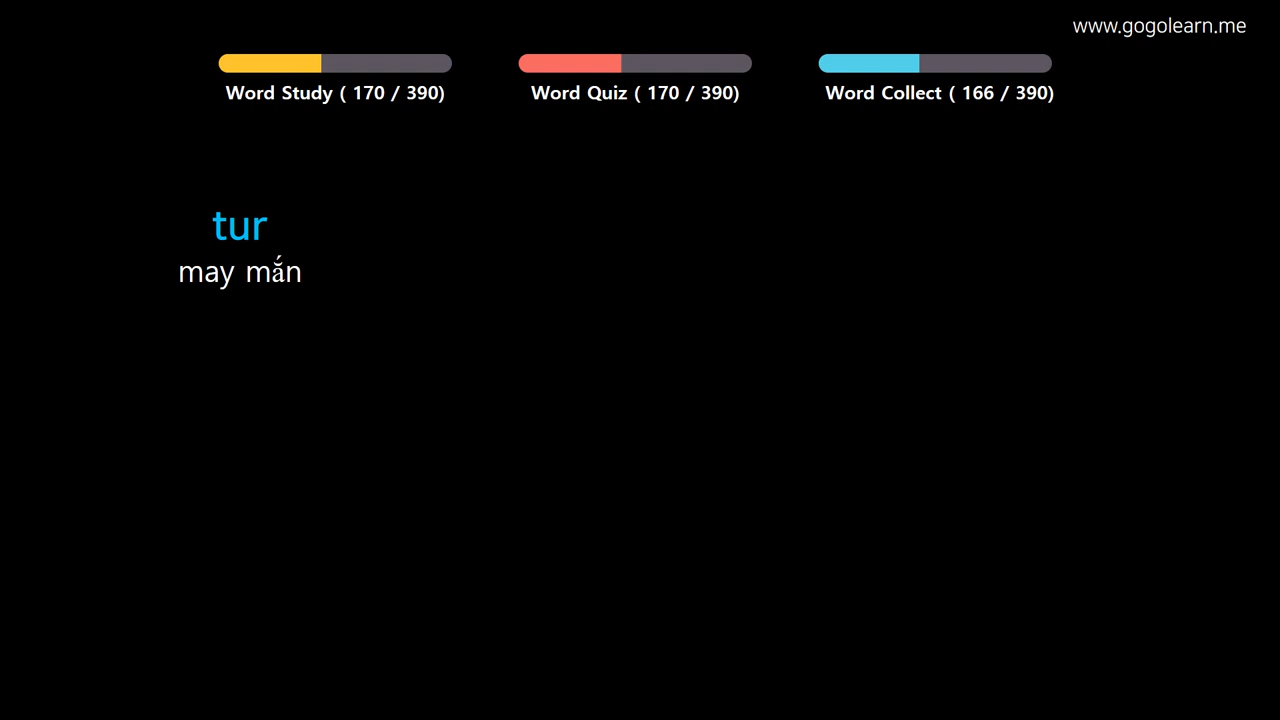 www.gogolearn.me
Word Study ( 170 / 390)
Word Quiz ( 170 / 390)
Word Collect ( 166 / 390)
tur
may mắn